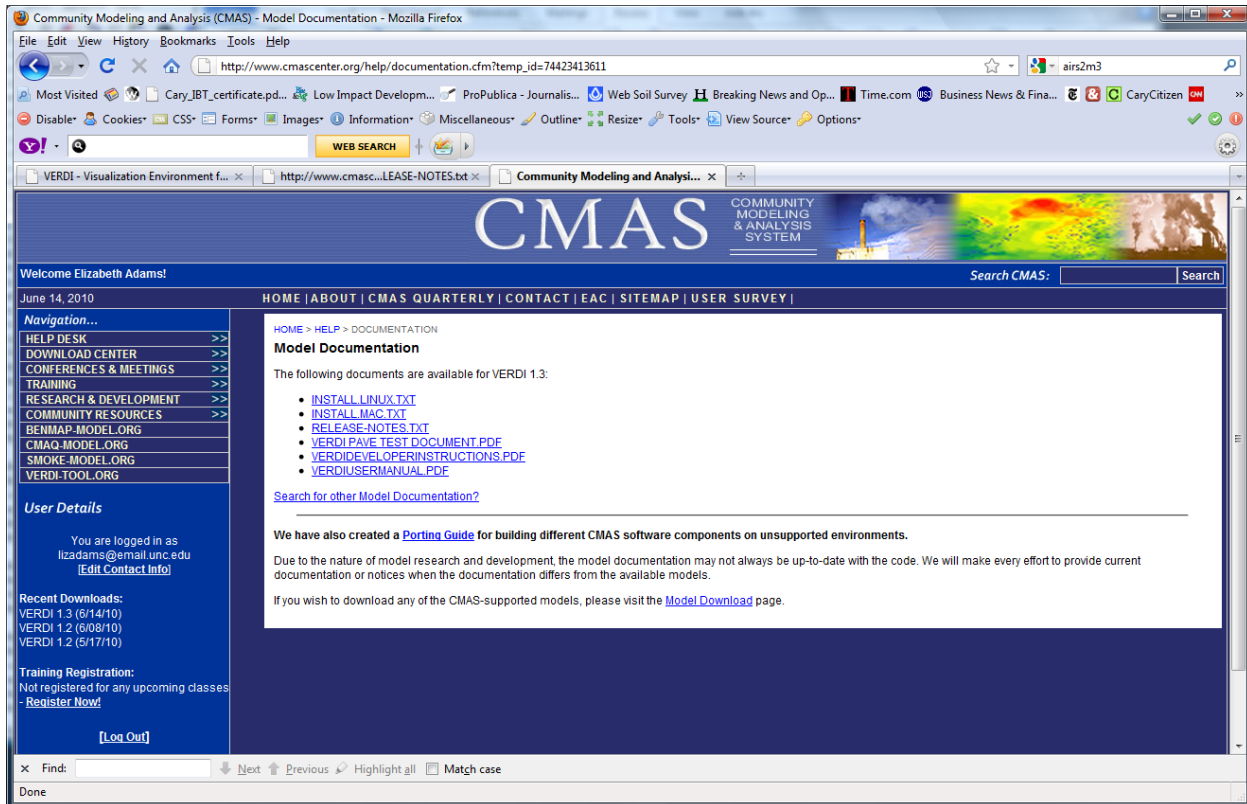 Community Modeling and Analysis (CMAS) - Model Documentation - Mozilla Firefox
File Edit View History Bookmarks Tools Help
http://www.cmascenter.org/help/documentation.cfm?temp_id=74423413611
airs2m3
Most Visited Cary_IBT_certificate.pd... Low Impact Developm... ProPublica - Journalis... Web Soil Survey Breaking News and Op... Time.com Business News & Fina... CaryCitizen
Disable Cookies CSS Forms Images Information Miscellaneous Outline Resize Tools View Source Options
WEB SEARCH
VERDI - Visualization Environment f... http://www.cmasc...LEASE-NOTES.txt Community Modeling and Analysi...
CMAS
COMMUNITY
MODELING
& ANALYSIS
SYSTEM
Welcome Elizabeth Adams!
Search CMAS: Search
June 14, 2010
HOME | ABOUT | CMAS QUARTERLY | CONTACT | EAC | SITEMAP | USER SURVEY |
Navigation...
HELP DESK >>
DOWNLOAD CENTER >>
CONFERENCES & MEETINGS >>
TRAINING >>
RESEARCH & DEVELOPMENT >>
COMMUNITY RESOURCES >>
BENMAP-MODEL.ORG
CMAQ-MODEL.ORG
SMOKE-MODEL.ORG
VERDI-TOOL.ORG
User Details
You are logged in as
lizadams@email.unc.edu
[Edit Contact Info]
Recent Downloads:
VERDI 1.3 (6/14/10)
VERDI 1.2 (6/08/10)
VERDI 1.2 (5/17/10)
Training Registration:
Not registered for any upcoming classes
- Register Now!
[Log Out]
HOME > HELP > DOCUMENTATION
Model Documentation
The following documents are available for VERDI 1.3:
INSTALL.LINUX.TXT
INSTALL.MAC.TXT
RELEASE-NOTES.TXT
VERDI PAVE TEST DOCUMENT.PDF
VERDIDEVELOPERINSTRUCTIONS.PDF
VERDIUSERMANUAL.PDF
Search for other Model Documentation?
We have also created a Porting Guide for building different CMAS software components on unsupported environments.
Due to the nature of model research and development, the model documentation may not always be up-to-date with the code. We will make every effort to provide current
documentation or notices when the documentation differs from the available models.
If you wish to download any of the CMAS-supported models, please visit the Model Download page.
Find: Next Previous Highlight all Match case
Done